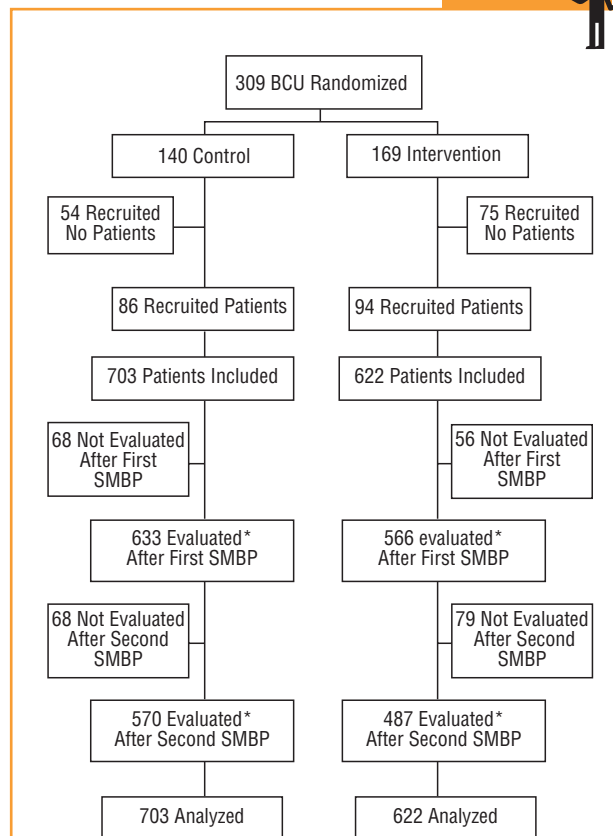 309 BCU Randomized
140 Control
169 Intervention
54 Recruited
No Patients
75 Recruited
No Patients
86 Recruited Patients
94 Recruited Patients
703 Patients Included
622 Patients Included
68 Not Evaluated
After First
SMBP
56 Not Evaluated
After First
SMBP
633 Evaluated*
After First SMBP
566 evaluated*
After First SMBP
68 Not Evaluated
After Second
SMBP
79 Not Evaluated
After Second
SMBP
570 Evaluated*
After Second SMBP
487 Evaluated*
After Second SMBP
703 Analyzed
622 Analyzed